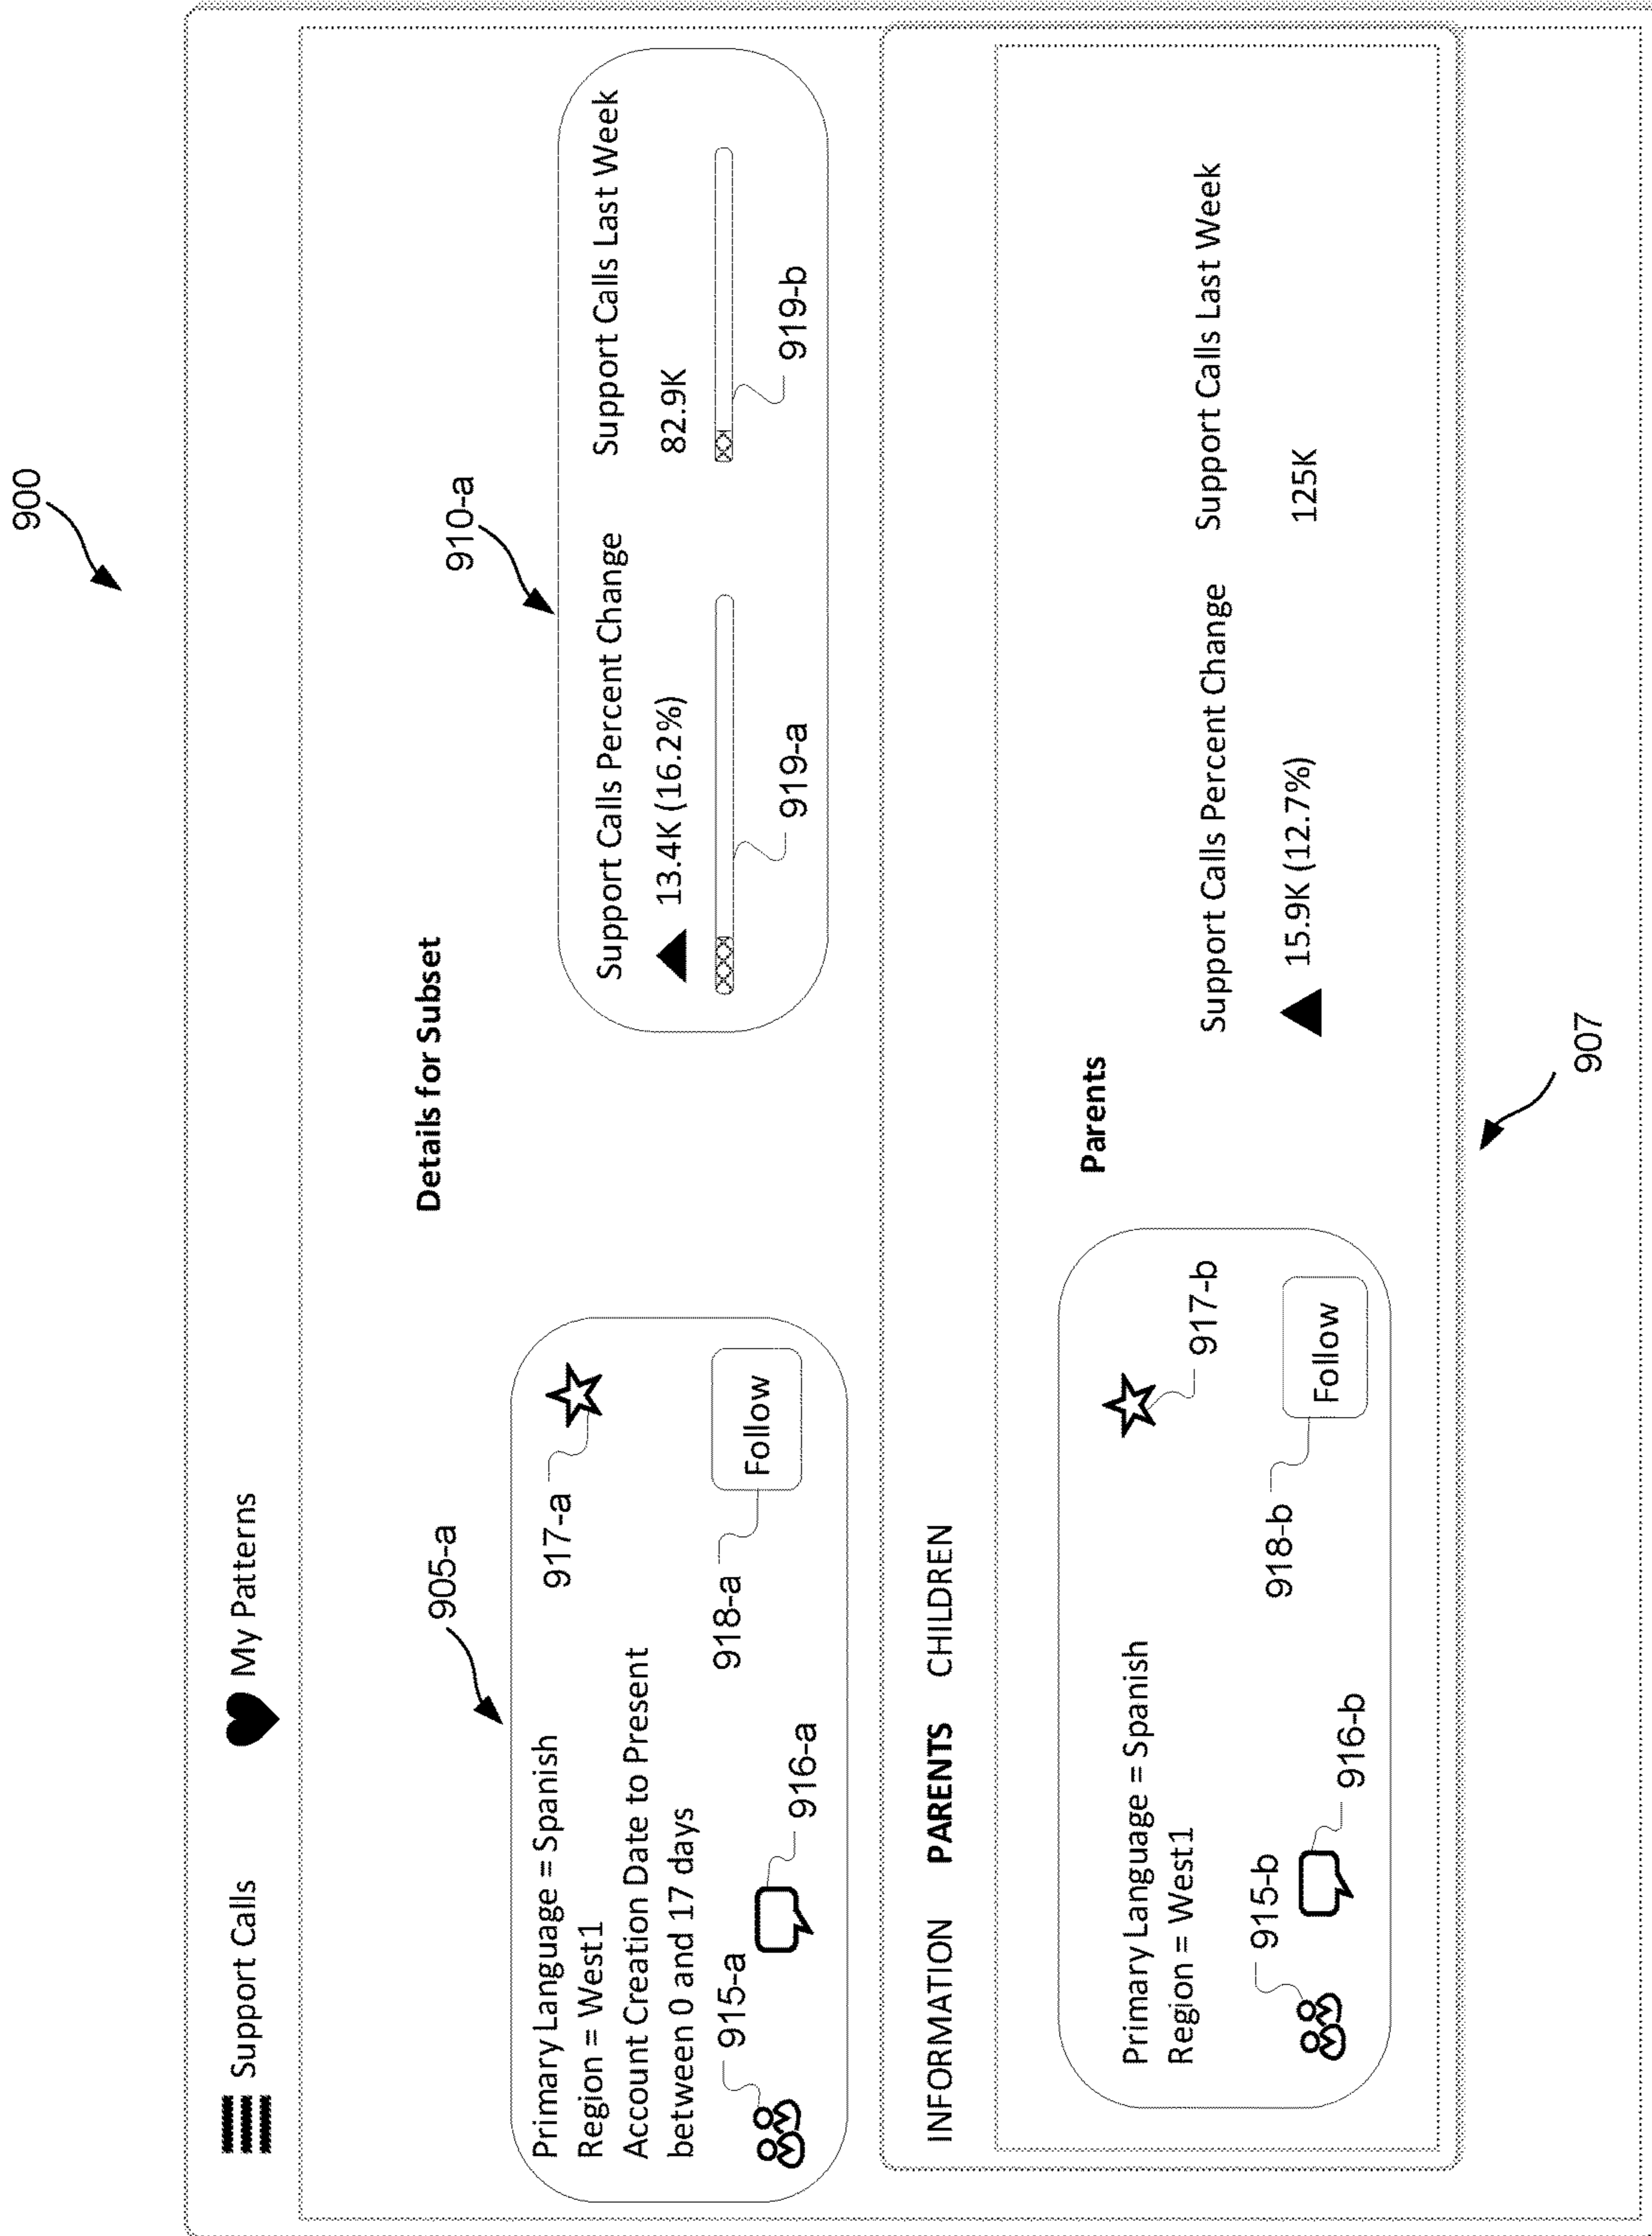 900
Support Calls
My Patterns
Details for Subset
905-a
910-a
Primary Language = Spanish
Region = West1
Account Creation Date to Present
between 0 and 17 days
917-a
915-a
916-a
918-a
Follow
Support Calls Percent Change
Support Calls Last Week
13.4K (16.2%)
82.9K
919-a
919-b
INFORMATION PARENTS CHILDREN
Parents
Primary Language = Spanish
Region = West1
917-b
915-b
916-b
918-b
Follow
Support Calls Percent Change
Support Calls Last Week
15.9K (12.7%)
125K
907